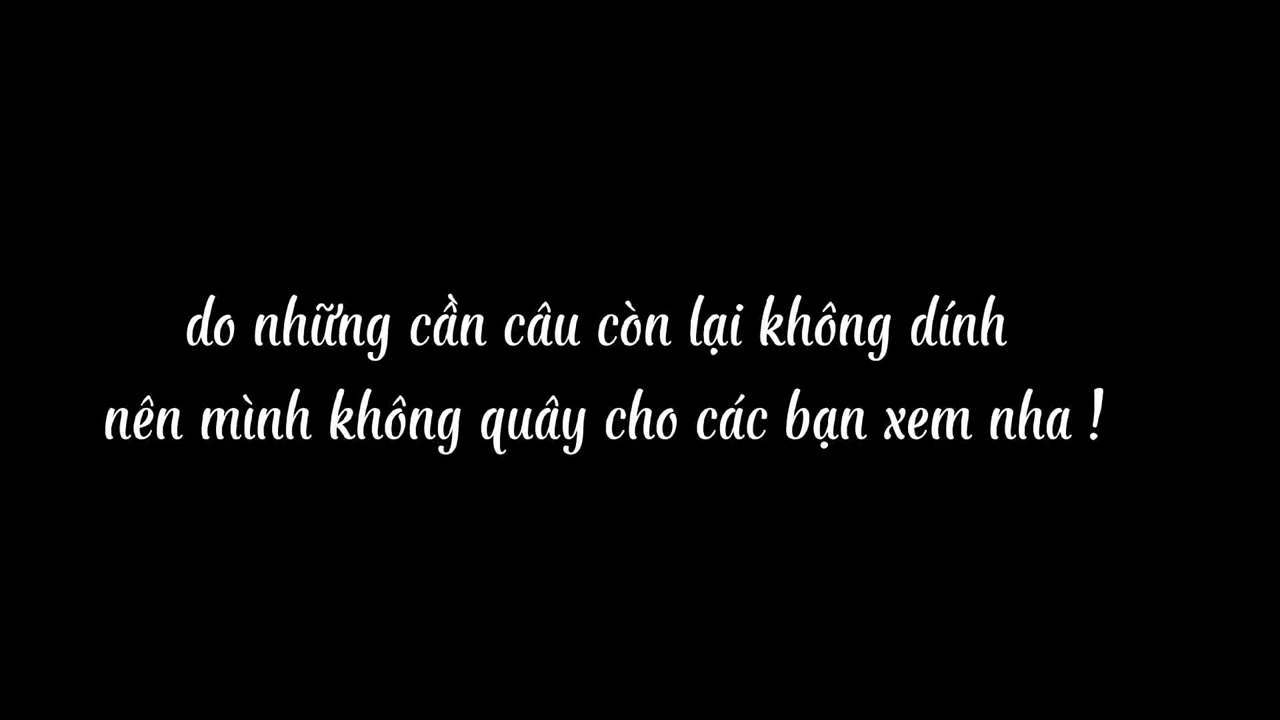 do những cần câu còn lại không dính
nên mình không quây cho các bạn xem nha !